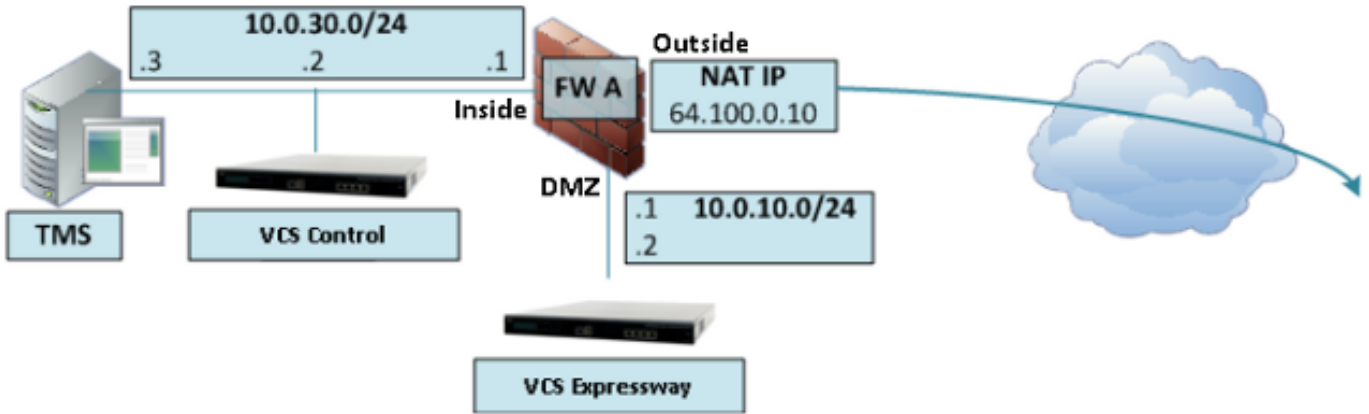 10.0.30.0/24
.3 .2 .1
Outside
FW A
NAT IP
64.100.0.10
Inside
DMZ
.1 10.0.10.0/24
.2
TMS
VCS Control
VCS Expressway